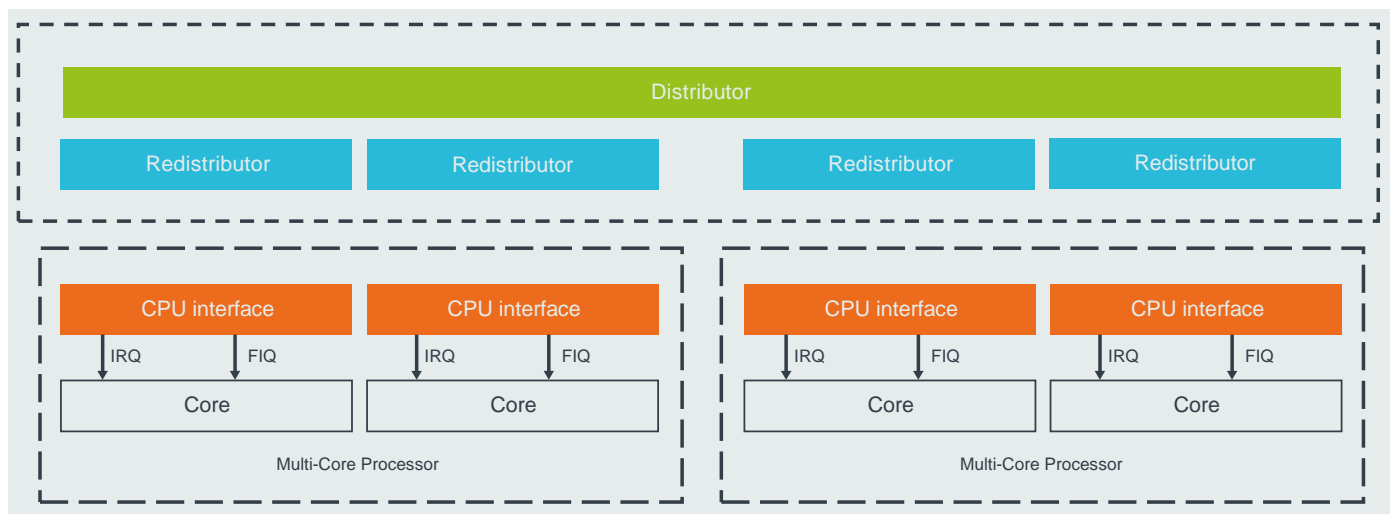 Distributor
Redistributor Redistributor Redistributor Redistributor
CPU interface CPU interface CPU interface CPU interface
IRQ FIQ IRQ FIQ IRQ FIQ IRQ FIQ
Core Core Core Core
Multi-Core Processor Multi-Core Processor